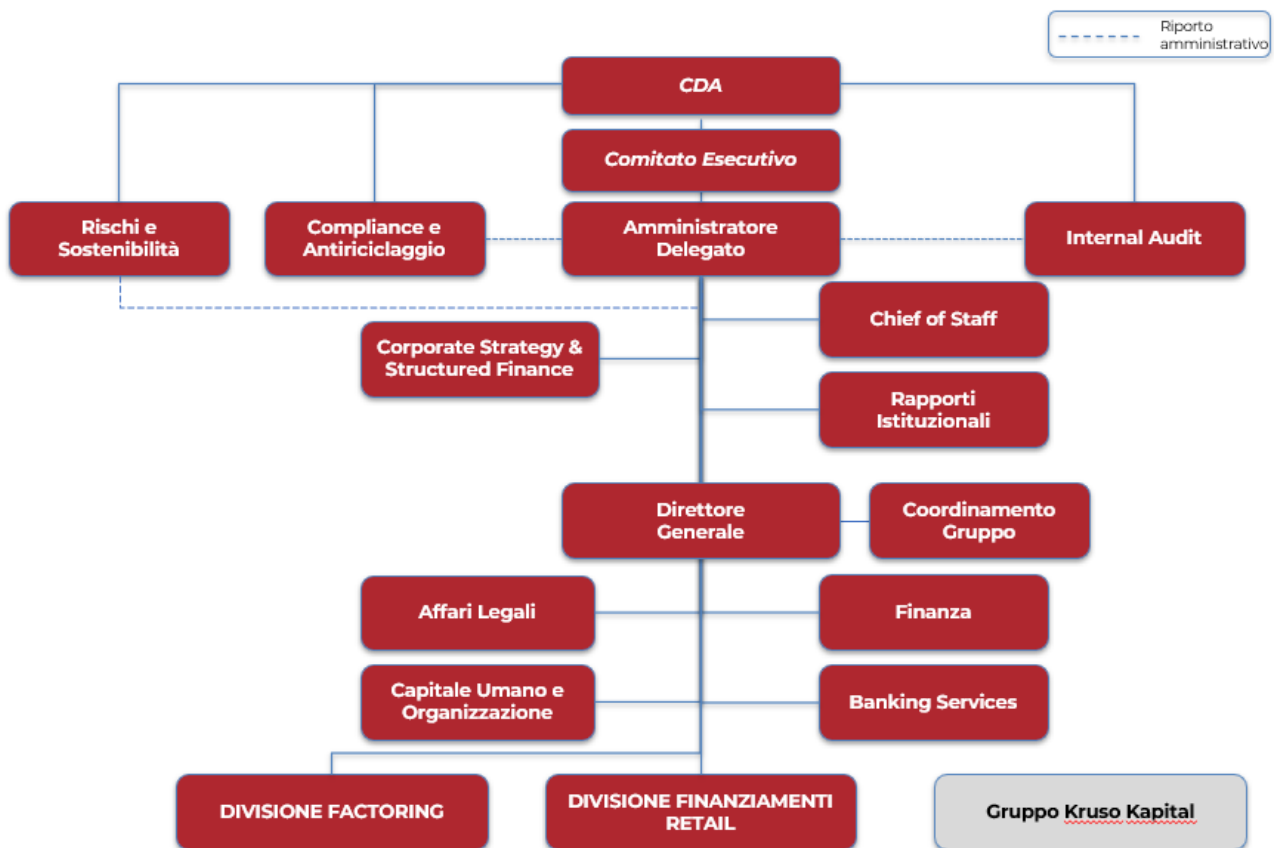 Riporto
amministrativo
CDA
Comitato Esecutivo
Rischi e
Sostenibilità
Compliance e
Antiriciclaggio
Amministratore
Delegato
Internal Audit
Chief of Staff
Corporate Strategy &
Structured Finance
Rapporti
Istituzionali
Direttore
Generale
Coordinamento
Gruppo
Affari Legali
Finanza
Capitale Umano e
Organizzazione
Banking Services
DIVISIONE FACTORING
DIVISIONE FINANZIAMENTI
RETAIL
Gruppo Kruso Kapital